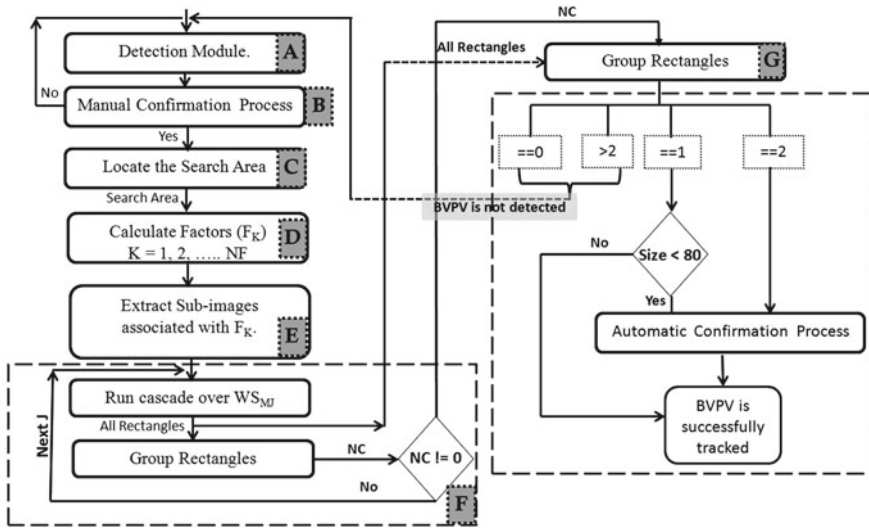 Detection Module.
A
No
Manual Confirmation Process
B
Yes
Locate the Search Area
C
Search Area
Calculate Factors (FK)
K = 1, 2, ..... NF
D
Extract Sub-images
associated with FK.
E
Run cascade over WSMJ
All Rectangles
Next J
Group Rectangles
NC
NC != 0
No
F
NC
All Rectangles
Group Rectangles
G
==0
>2
==1
==2
BVPV is not detected
No
Size < 80
Yes
Automatic Confirmation Process
BVPV is
successfully
tracked